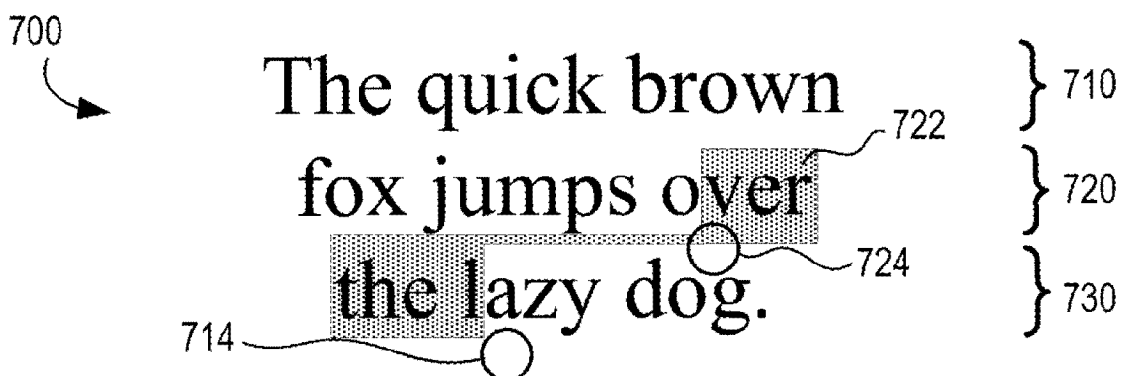 700
The quick brown
710
722
fox jumps over
720
724
the lazy dog.
730
714